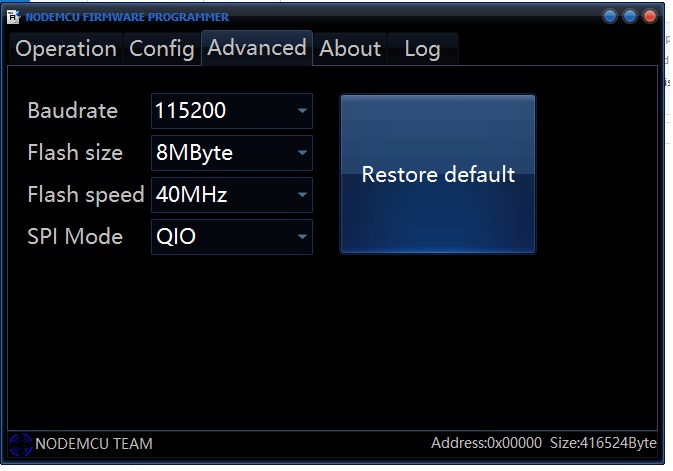 NODEMCU FIRMWARE PROGRAMMER
Operation Config Advanced About Log
Baudrate 115200
Flash size 8MByte
Flash speed 40MHz
SPI Mode QIO
Restore default
NODEMCU TEAM Address:0x00000 Size:416524Byte